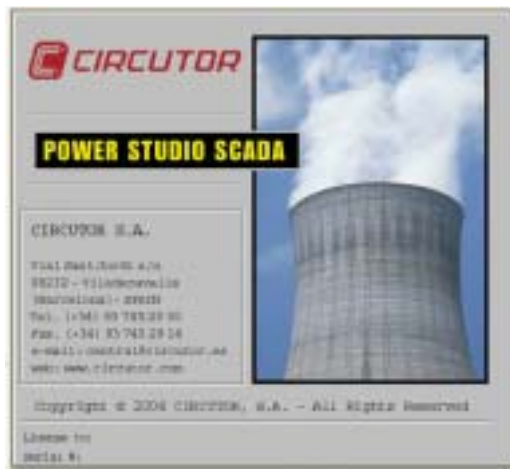 CIRCUTOR
POWER STUDIO SCADA
CIRCUTOR S.A.
Vial Sant Jordi s/n
08232 - Viladecavalls
(Barcelona) - SPAIN
Tel. (+34) 93 745 29 00
Fax. (+34) 93 745 29 14
e-mail: central@circutor.es
web: www.circutor.com
Copyright © 2006 CIRCUTOR, S.A. - All Rights Reserved
License to:
Serial #: